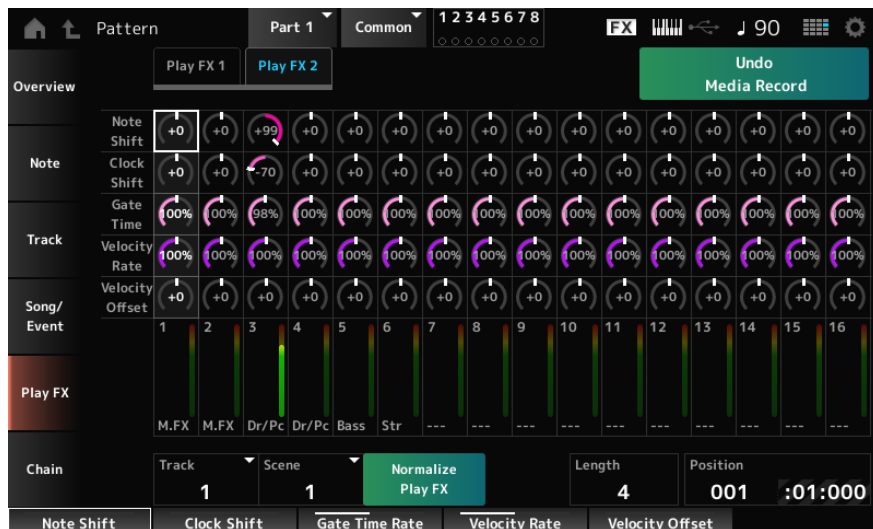 Pattern
Part 1
Common
1 2 3 4 5 6 7 8
FX
♩ 90
Overview
Play FX 1
Play FX 2
Undo
Media Record
Note
Shift
+0 +0 +99 +0 +0 +0 +0 +0 +0 +0 +0 +0 +0 +0 +0 +0
Note
Clock
Shift
+0 +0 -70 +0 +0 +0 +0 +0 +0 +0 +0 +0 +0 +0 +0 +0
Gate
Time
100% 100% 98% 100% 100% 100% 100% 100% 100% 100% 100% 100% 100% 100% 100% 100%
Track
Velocity
Rate
100% 100% 100% 100% 100% 100% 100% 100% 100% 100% 100% 100% 100% 100% 100% 100%
Velocity
Offset
+0 +0 +0 +0 +0 +0 +0 +0 +0 +0 +0 +0 +0 +0 +0 +0
Song/
Event
1 2 3 4 5 6 7 8 9 10 11 12 13 14 15 16
Play FX
M.FX M.FX Dr/Pc Dr/Pc Bass Str --- --- --- --- --- --- --- --- --- ---
Chain
Track
1
Scene
1
Normalize
Play FX
Length
4
Position
001 :01:000
Note Shift
Clock Shift
Gate Time Rate
Velocity Rate
Velocity Offset